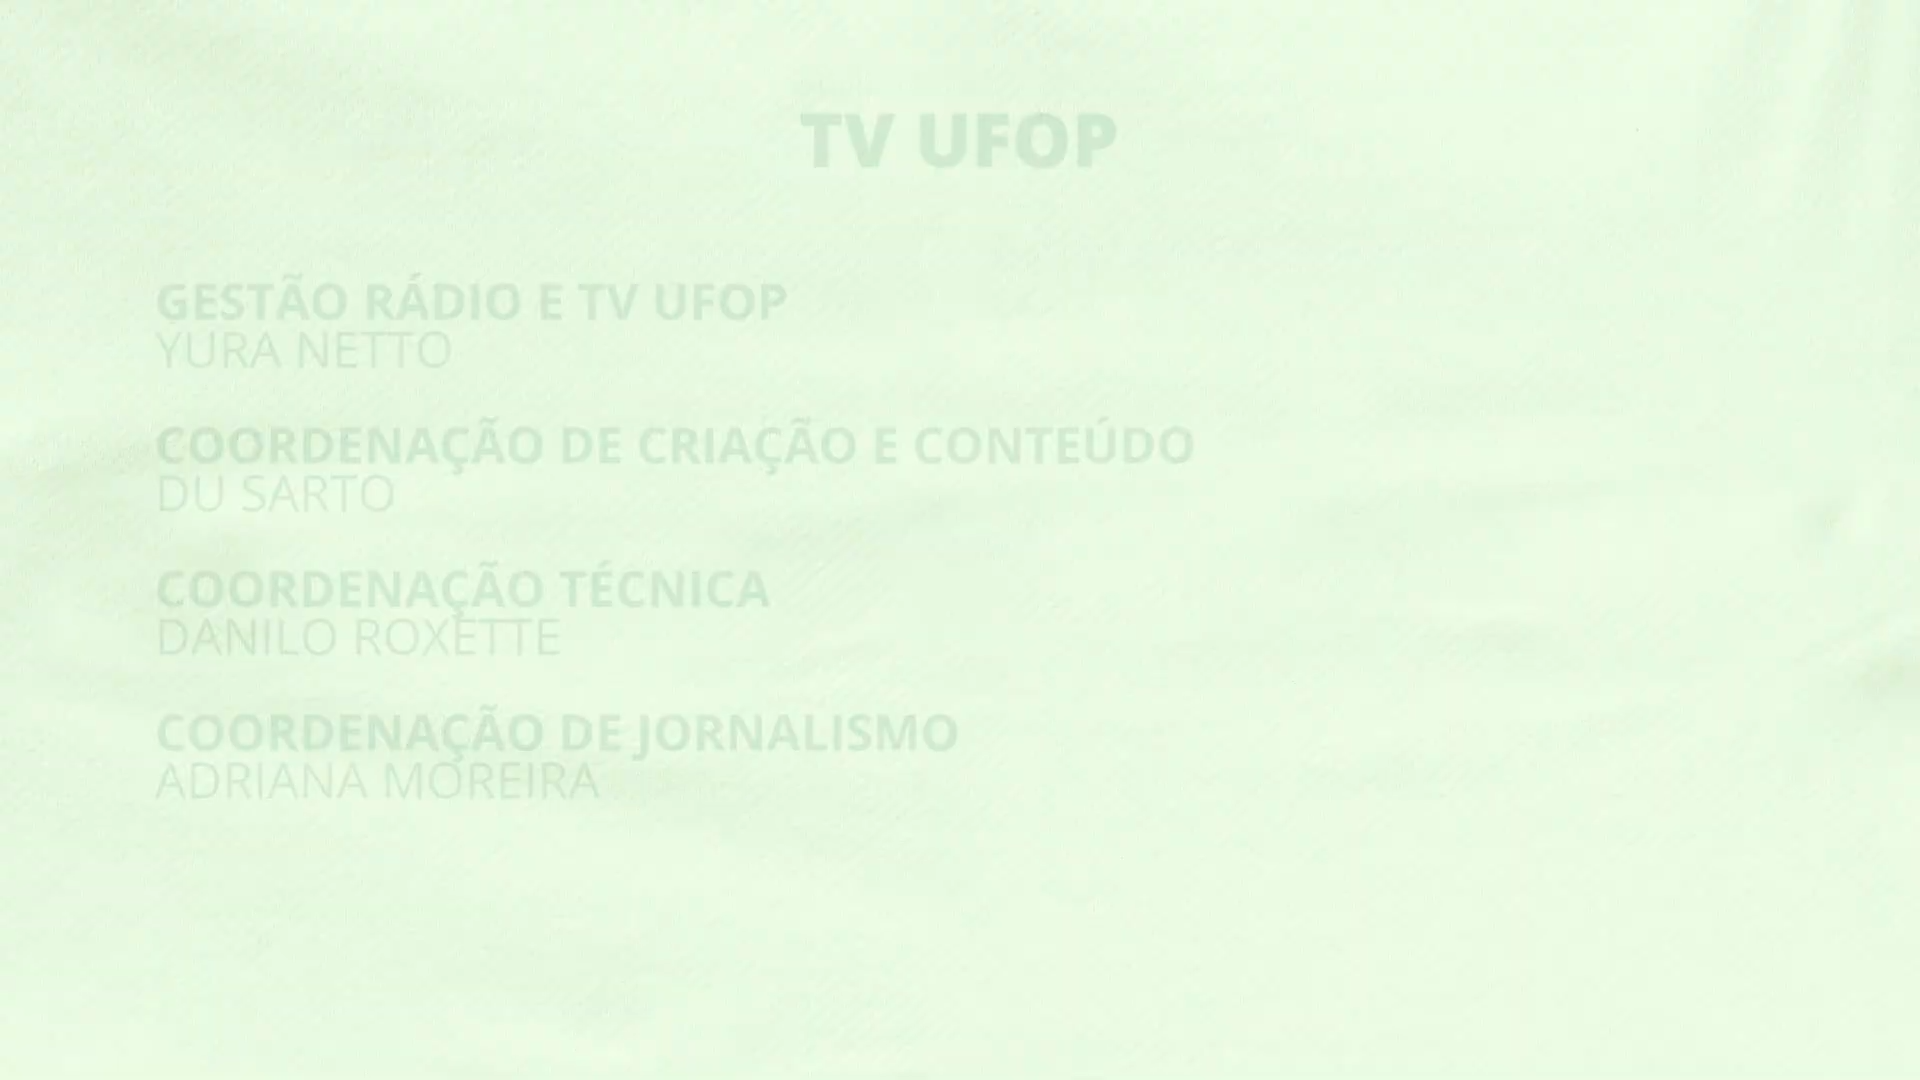 TV UFOP
GESTÃO RÁDIO E TV UFOP
YURA NETTO
COORDENAÇÃO DE CRIAÇÃO E CONTEÚDO
DU SARTO
COORDENAÇÃO TÉCNICA
DANILO ROXETTE
COORDENAÇÃO DE JORNALISMO
ADRIANA MOREIRA